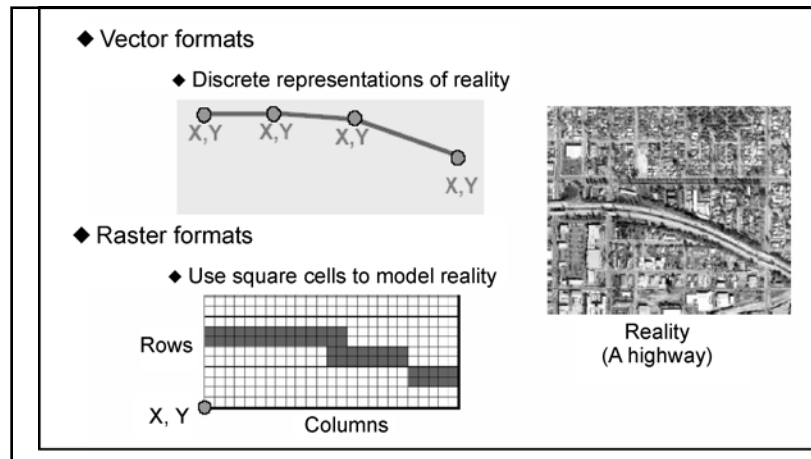 ◆ Vector formats
◆ Discrete representations of reality
X,Y X,Y X,Y X,Y
◆ Raster formats
◆ Use square cells to model reality
Rows
X, Y
Columns
Reality
(A highway)